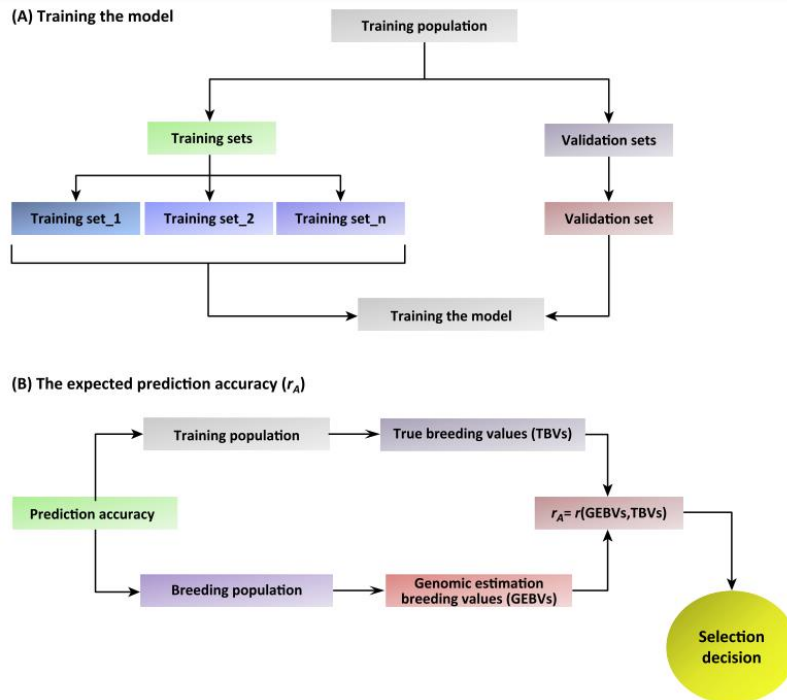 (A) Training the model
Training population
Training sets
Validation sets
Training set_1
Training set_2
Training set_n
Validation set
Training the model
(B) The expected prediction accuracy (r_A)
Training population
True breeding values (TBVs)
Prediction accuracy
r_A= r(GEBVs,TBVs)
Breeding population
Genomic estimation
breeding values (GEBVs)
Selection
decision